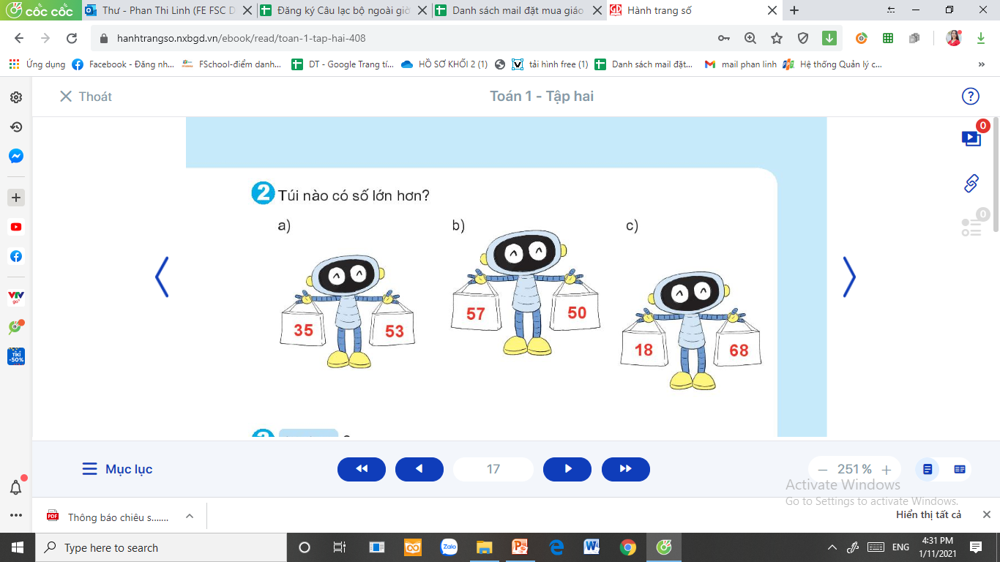 cốc cốc
Thư - Phan Thi Linh (FE FSC D
Đăng ký Câu lạc bộ ngoài giờ
Danh sách mail đặt mua giáo
Hành trang số
hanhtrangso.nxbgd.vn/ebook/read/toan-1-tap-hai-408
Ứng dụng
Facebook - Đăng nh...
FSchool-điểm danh...
DT - Google Trang tí...
HỒ SƠ KHỐI 2 (1)
tải hình free (1)
Danh sách mail đặt...
mail phan linh
Hệ thống Quản lý c...
Thoát
Toán 1 - Tập hai
0
0
2 Túi nào có số lớn hơn?
a)
b)
c)
35
53
57
50
18
68
VTV
go!
TIKI
-50%
Mục lục
17
251 %
Activate Windows
Go to Settings to activate Windows.
PDF
Thông báo chiêu s.......
Hiển thị tất cả
Type here to search
Zalo
ENG
4:31 PM
1/11/2021